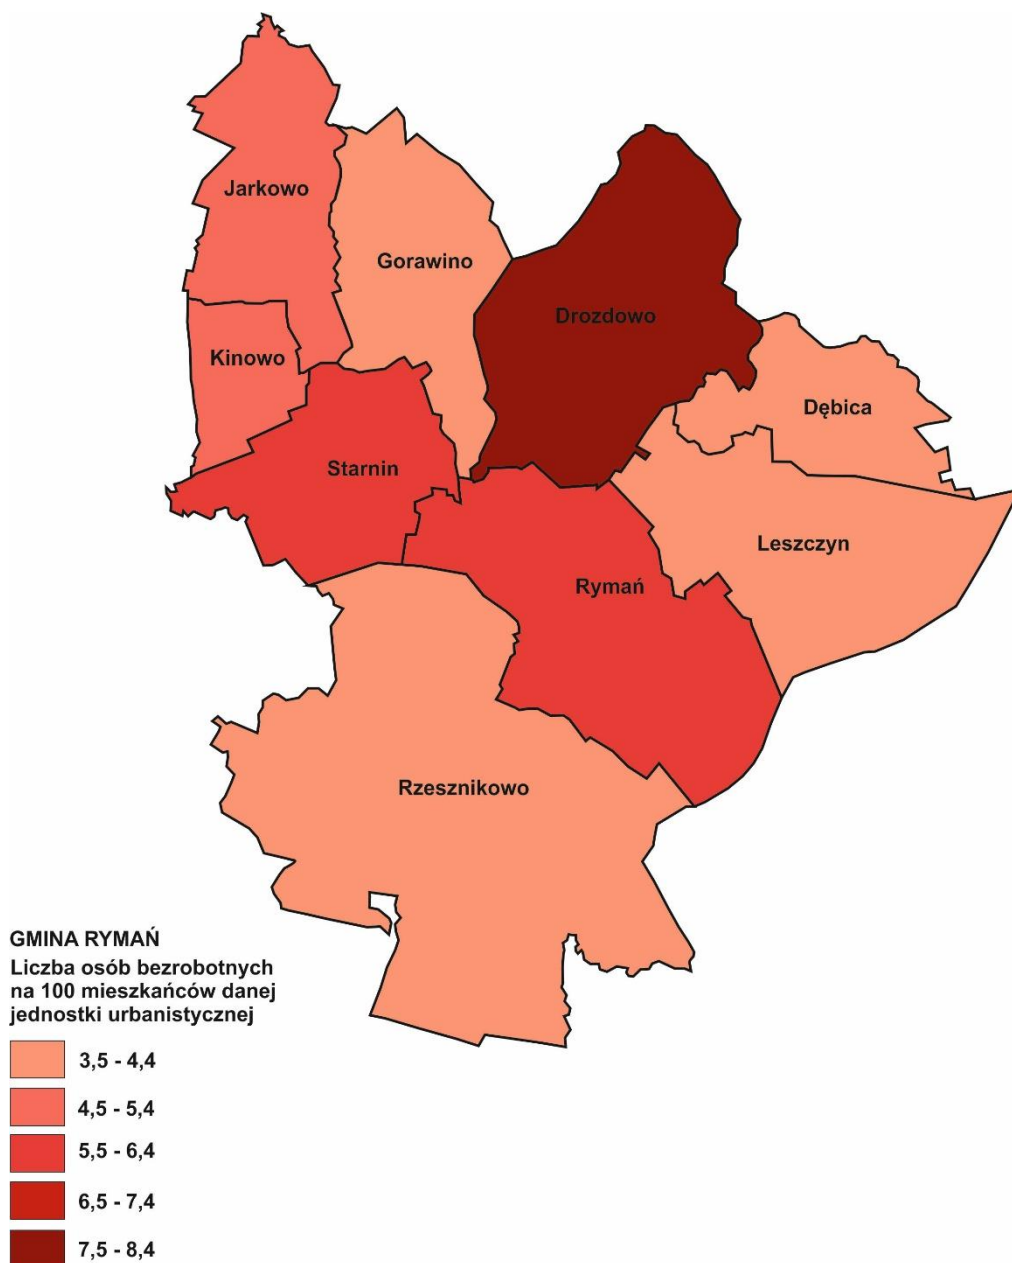 Jarkowo
Gorawino
Drozdowo
Kinowo
Dębica
Starnin
Leszczyn
Rymań
Rzesznikowo
GMINA RYMAŃ
Liczba osób bezrobotnych
na 100 mieszkańców danej
jednostki urbanistycznej
3,5 - 4,4
4,5 - 5,4
5,5 - 6,4
6,5 - 7,4
7,5 - 8,4